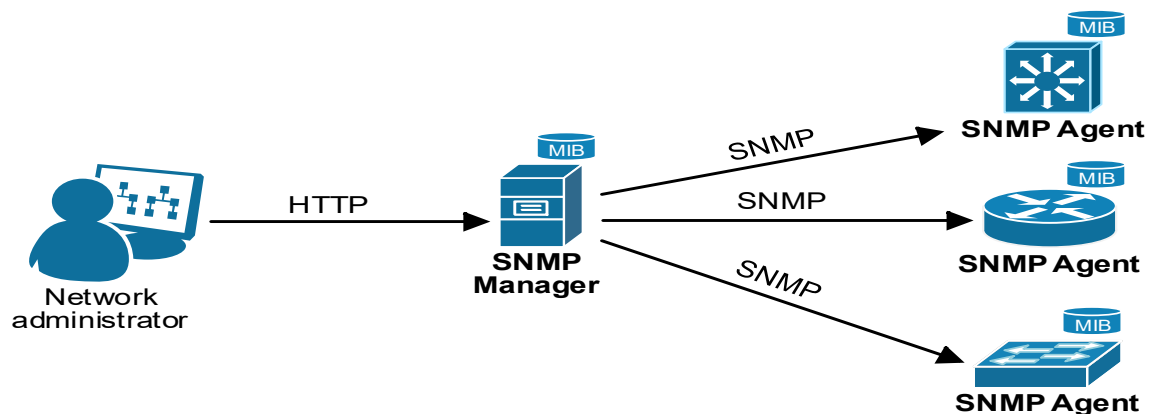 MIB
SNMP Agent
SNMP
MIB
HTTP
SNMP
Manager
SNMP
MIB
SNMP Agent
Network
administrator
SNMP
MIB
SNMP Agent